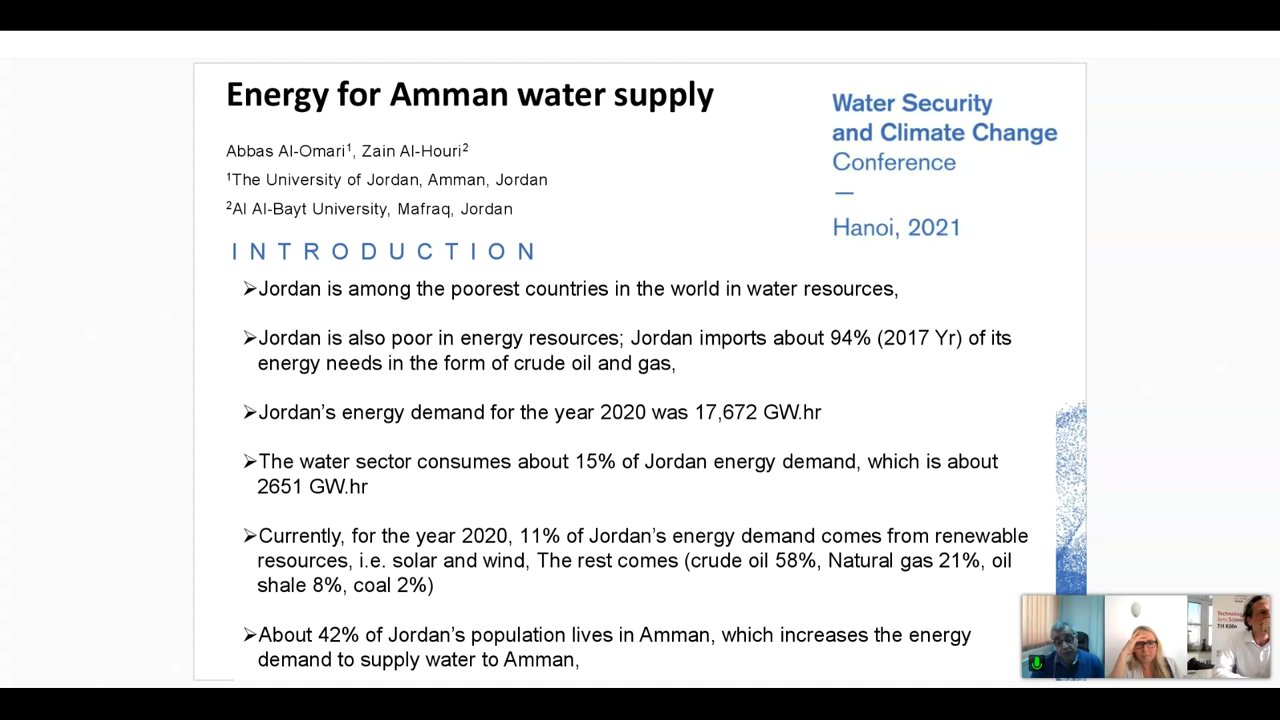 Energy for Amman water supply
Abbas Al-Omari¹, Zain Al-Houri²
¹The University of Jordan, Amman, Jordan
²Al Al-Bayt University, Mafraq, Jordan
Water Security
and Climate Change
Conference
—
Hanoi, 2021
INTRODUCTION
➢Jordan is among the poorest countries in the world in water resources,
➢Jordan is also poor in energy resources; Jordan imports about 94% (2017 Yr) of its
energy needs in the form of crude oil and gas,
➢Jordan's energy demand for the year 2020 was 17,672 GW.hr
➢The water sector consumes about 15% of Jordan energy demand, which is about
2651 GW.hr
➢Currently, for the year 2020, 11% of Jordan's energy demand comes from renewable
resources, i.e. solar and wind, The rest comes (crude oil 58%, Natural gas 21%, oil
shale 8%, coal 2%)
➢About 42% of Jordan's population lives in Amman, which increases the energy
demand to supply water to Amman,
Technology
Arts Scien
TH Köln